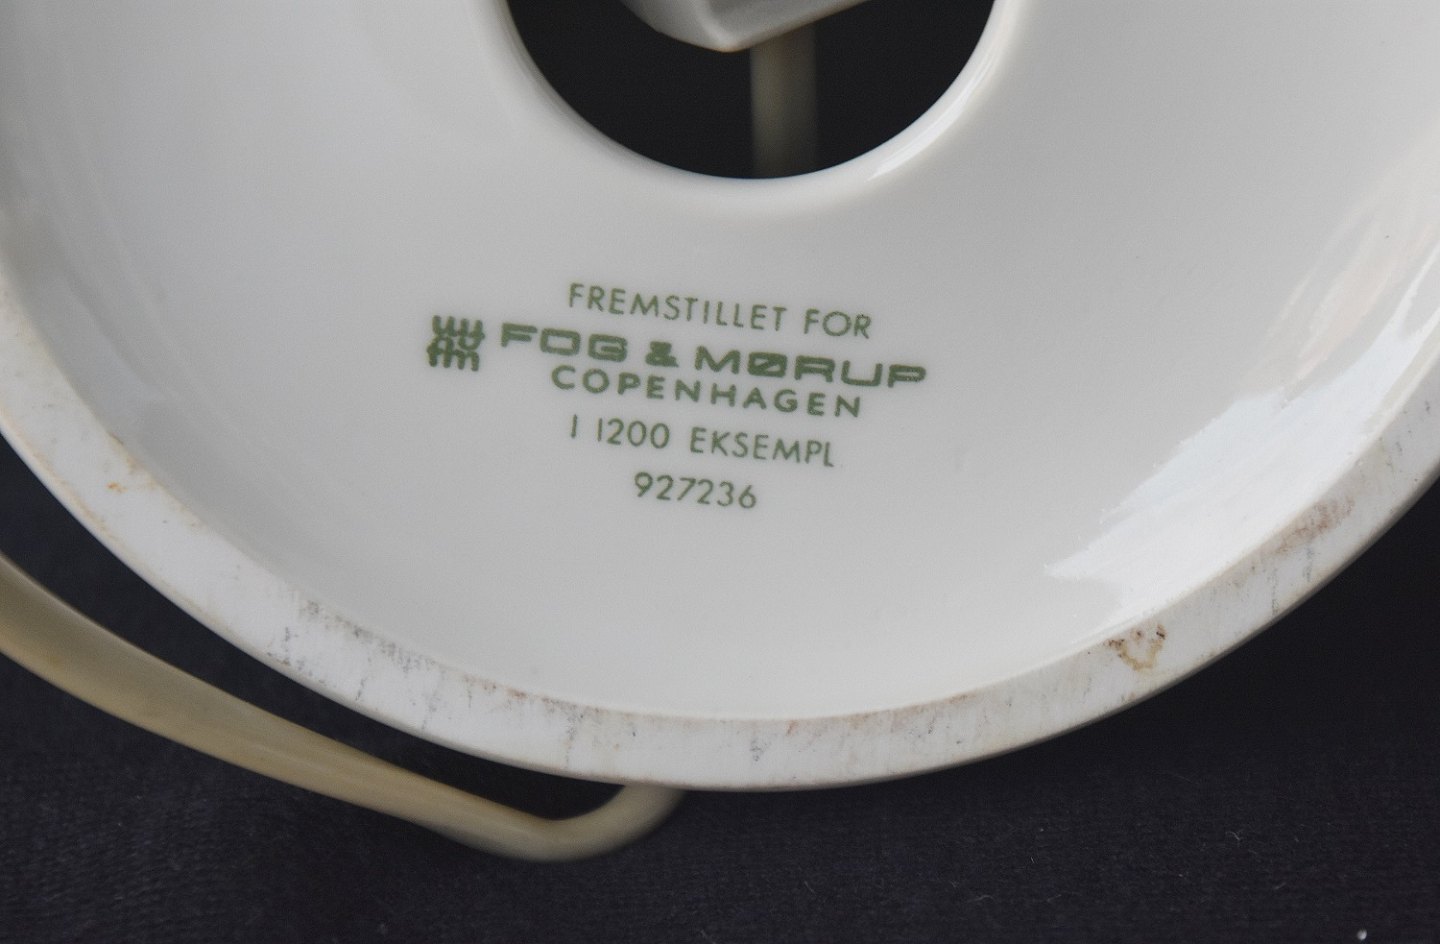 FREMSTILLET FOR
FOG & MØRUP
COPENHAGEN
I 1200 EKSEMPL.
927236